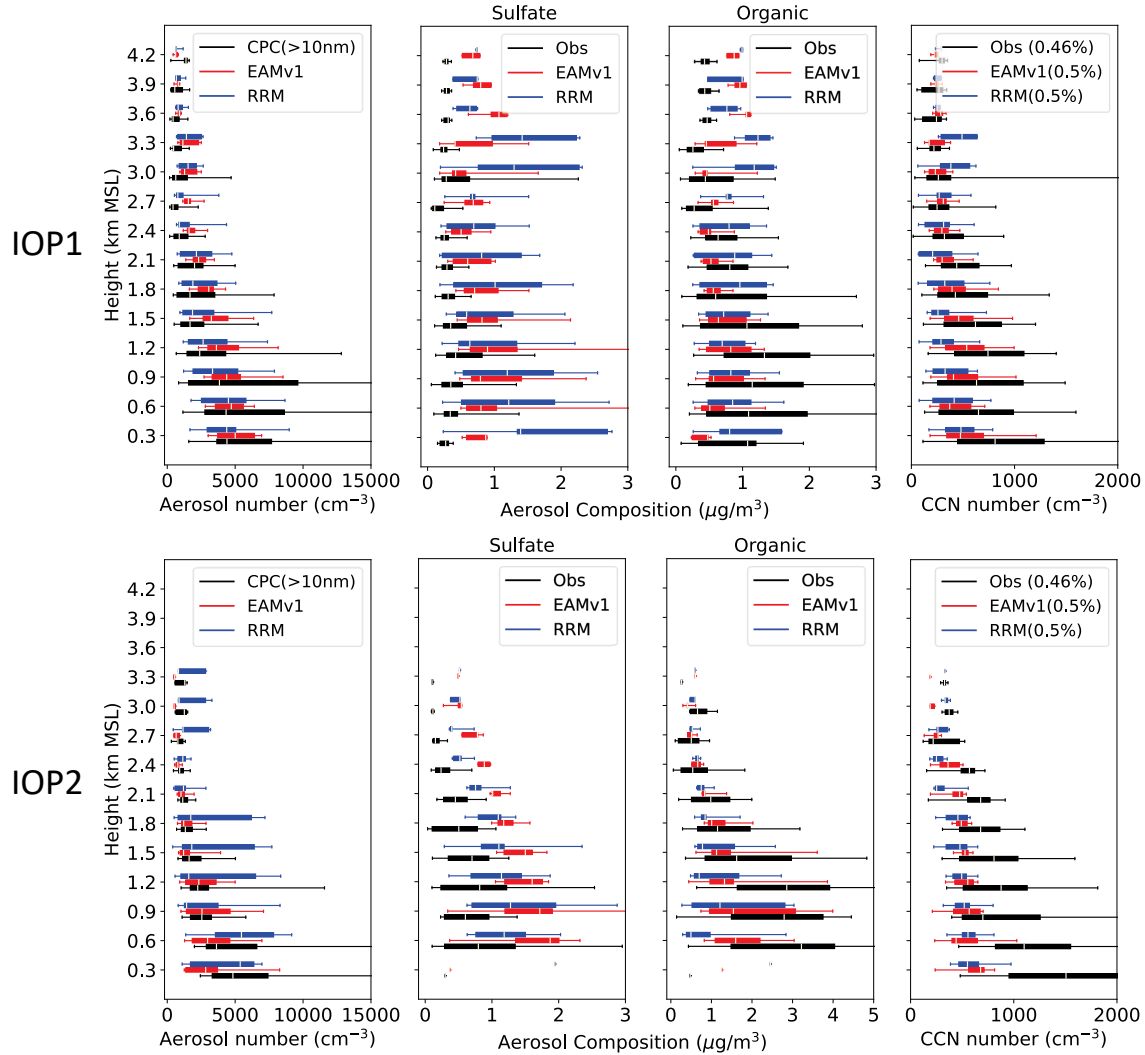 Sulfate
Organic
IOP1
Height (km MSL)
4.2
3.9
3.6
3.3
3.0
2.7
2.4
2.1
1.8
1.5
1.2
0.9
0.6
0.3
CPC(>10nm)
EAMv1
RRM
Obs
EAMv1
RRM
Obs
EAMv1
RRM
Obs (0.46%)
EAMv1(0.5%)
RRM(0.5%)
0 5000 10000 15000
0 1 2 3
0 1 2 3
0 1000 2000
Aerosol number (cm⁻³)
Aerosol Composition (μg/m³)
CCN number (cm⁻³)
Sulfate
Organic
IOP2
Height (km MSL)
4.2
3.9
3.6
3.3
3.0
2.7
2.4
2.1
1.8
1.5
1.2
0.9
0.6
0.3
CPC(>10nm)
EAMv1
RRM
Obs
EAMv1
RRM
Obs
EAMv1
RRM
Obs (0.46%)
EAMv1(0.5%)
RRM(0.5%)
0 5000 10000 15000
0 1 2 3
0 1 2 3 4 5
0 1000 2000
Aerosol number (cm⁻³)
Aerosol Composition (μg/m³)
CCN number (cm⁻³)